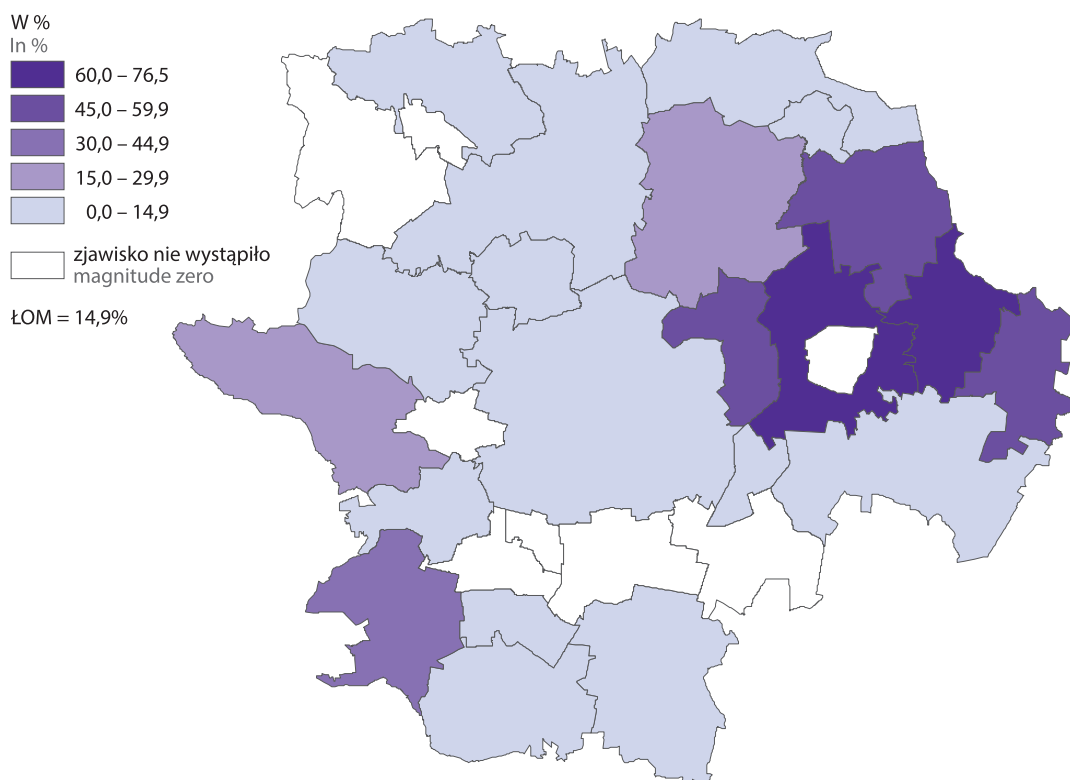 W %
In %
60,0 – 76,5
45,0 – 59,9
30,0 – 44,9
15,0 – 29,9
0,0 – 14,9
zjawisko nie wystąpiło
magnitude zero
ŁOM = 14,9%